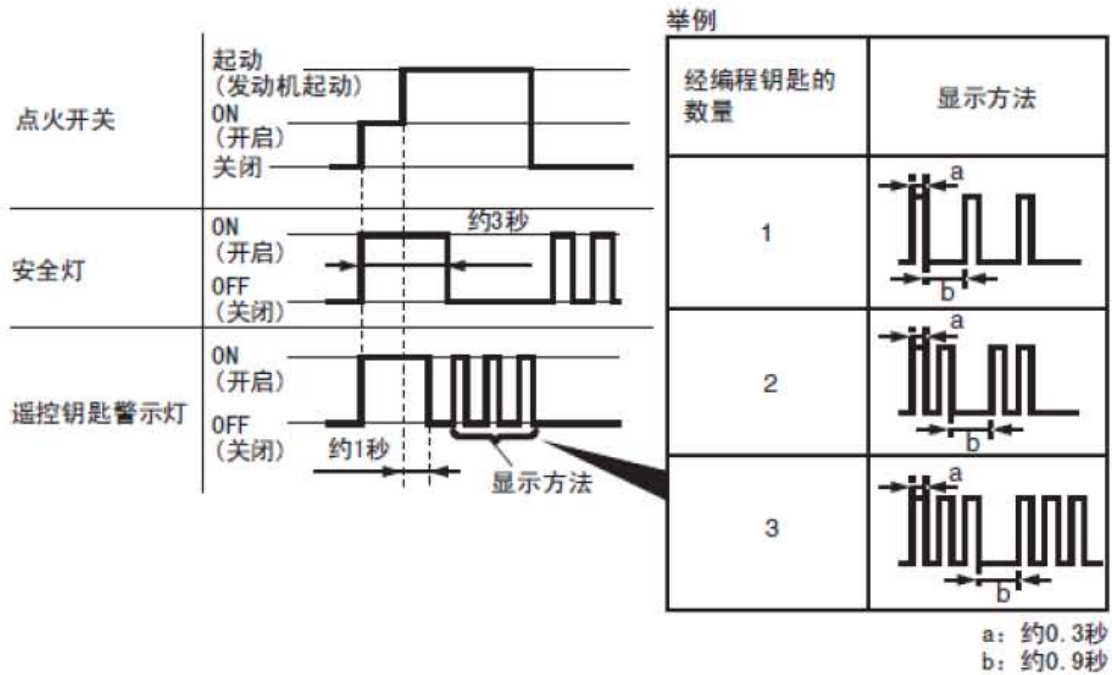 点火开关
起动
（发动机起动）
ON
（开启）
关闭
安全灯
ON
（开启）
OFF
（关闭）
约3秒
遥控钥匙警示灯
ON
（开启）
OFF
（关闭）
约1秒
显示方法
举例
经编程钥匙的
数量
显示方法
1
a
b
2
a
b
3
a
b
a：约0.3秒
b：约0.9秒